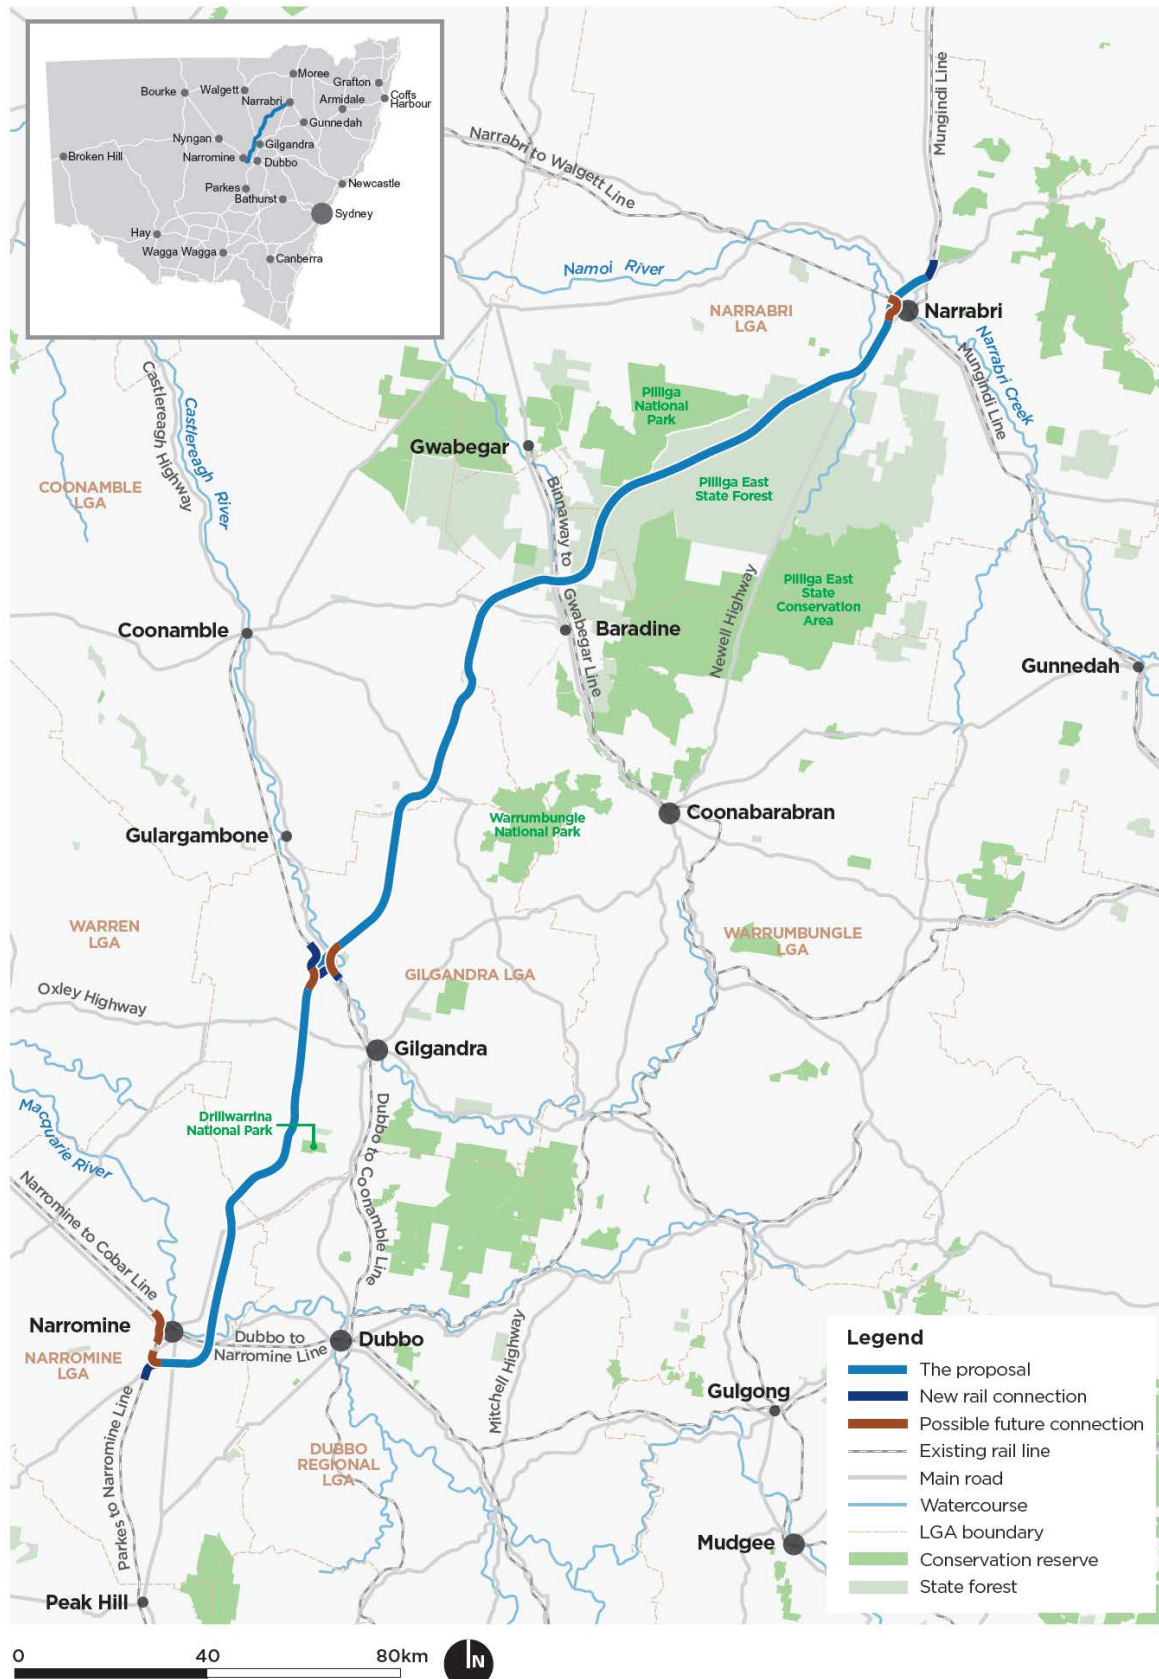 Moree
Grafton
Bourke
Walgett
Narrabri
Armidale
Coffs
Harbour
Gunnedah
Nyngan
Gilgandra
Broken Hill
Narromine
Dubbo
Parkes
Bathurst
Newcastle
Sydney
Hay
Wagga Wagga
Canberra
Mungindi Line
Narrabri to Walgett Line
Namoi River
NARRABRI
LGA
Narrabri
Narrabri Creek
Mungindi Line
Castlereagh Highway
Castlereagh River
Pilliga
National
Park
Gwabegar
COONAMBLE
LGA
Pilliga East
State Forest
Binnaway to
Gwabegar Line
Newell Highway
Pilliga East
State
Conservation
Area
Coonamble
Baradine
Gunnedah
Warrumbungle
National Park
Coonabarabran
Gulargambone
WARREN
LGA
WARRUMBUNGLE
LGA
GILGANDRA LGA
Oxley Highway
Gilgandra
Macquarie River
Drillwarrina
National Park
Dubbo to Coonamble Line
Narromine to Cobar Line
Narromine
Dubbo to
Narromine Line
Dubbo
NARROMINE
LGA
Mitchell Highway
Parkes to Narromine Line
DUBBO
REGIONAL
LGA
Gulgong
Mudgee
Peak Hill
Legend
The proposal
New rail connection
Possible future connection
Existing rail line
Main road
Watercourse
LGA boundary
Conservation reserve
State forest
0 40 80km
N